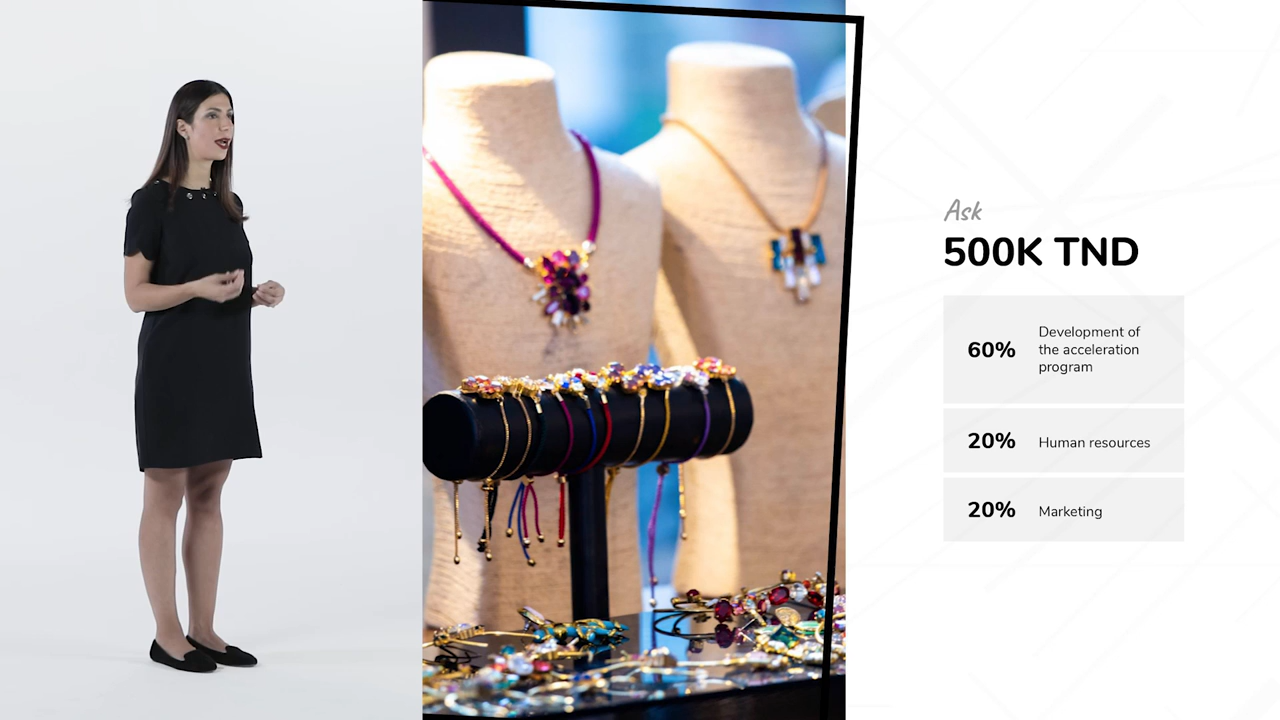 Ask
500K TND
60%
Development of
the acceleration
program
20%
Human resources
20%
Marketing